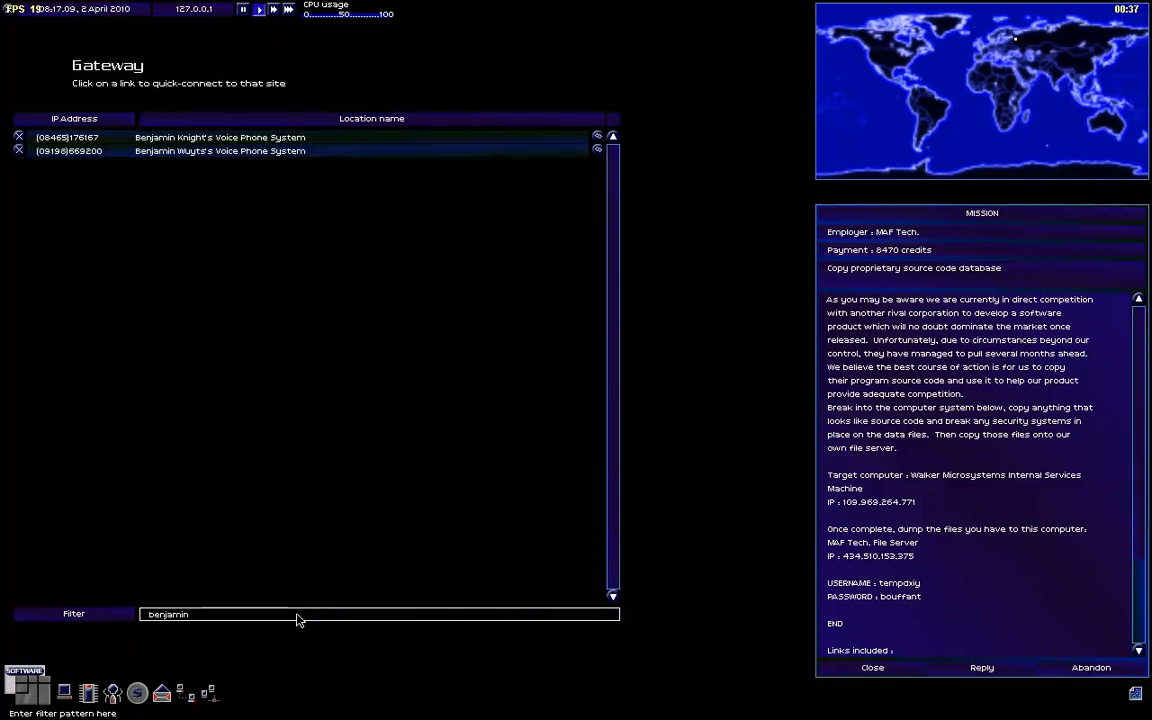 FPS 19
08:17.09, 2 April 2010
127.0.0.1
CPU usage
0 50 100
00:37
Gateway
Click on a link to quick-connect to that site
IP Address
Location name
(08465)176167 Benjamin Knight's Voice Phone System
(09198)669200 Benjamin Wuyts's Voice Phone System
Filter
benjamin
SOFTWARE
Enter filter pattern here
MISSION
Employer : MAF Tech.
Payment : 8470 credits
Copy proprietary source code database
As you may be aware we are currently in direct competition
with another rival corporation to develop a software
product which will no doubt dominate the market once
released. Unfortunately, due to circumstances beyond our
control, they have managed to pull several months ahead.
We believe the best course of action is for us to copy
their program source code and use it to help our product
provide adequate competition.
Break into the computer system below, copy anything that
looks like source code and break any security systems in
place on the data files. Then copy those files onto our
own file server.
Target computer : Walker Microsystems Internal Services
Machine
IP : 109.969.264.771
Once complete, dump the files you have to this computer:
MAF Tech. File Server
IP : 434.510.153.375
USERNAME : tempdxiy
PASSWORD : bouffant
END
Links included :
Close
Reply
Abandon